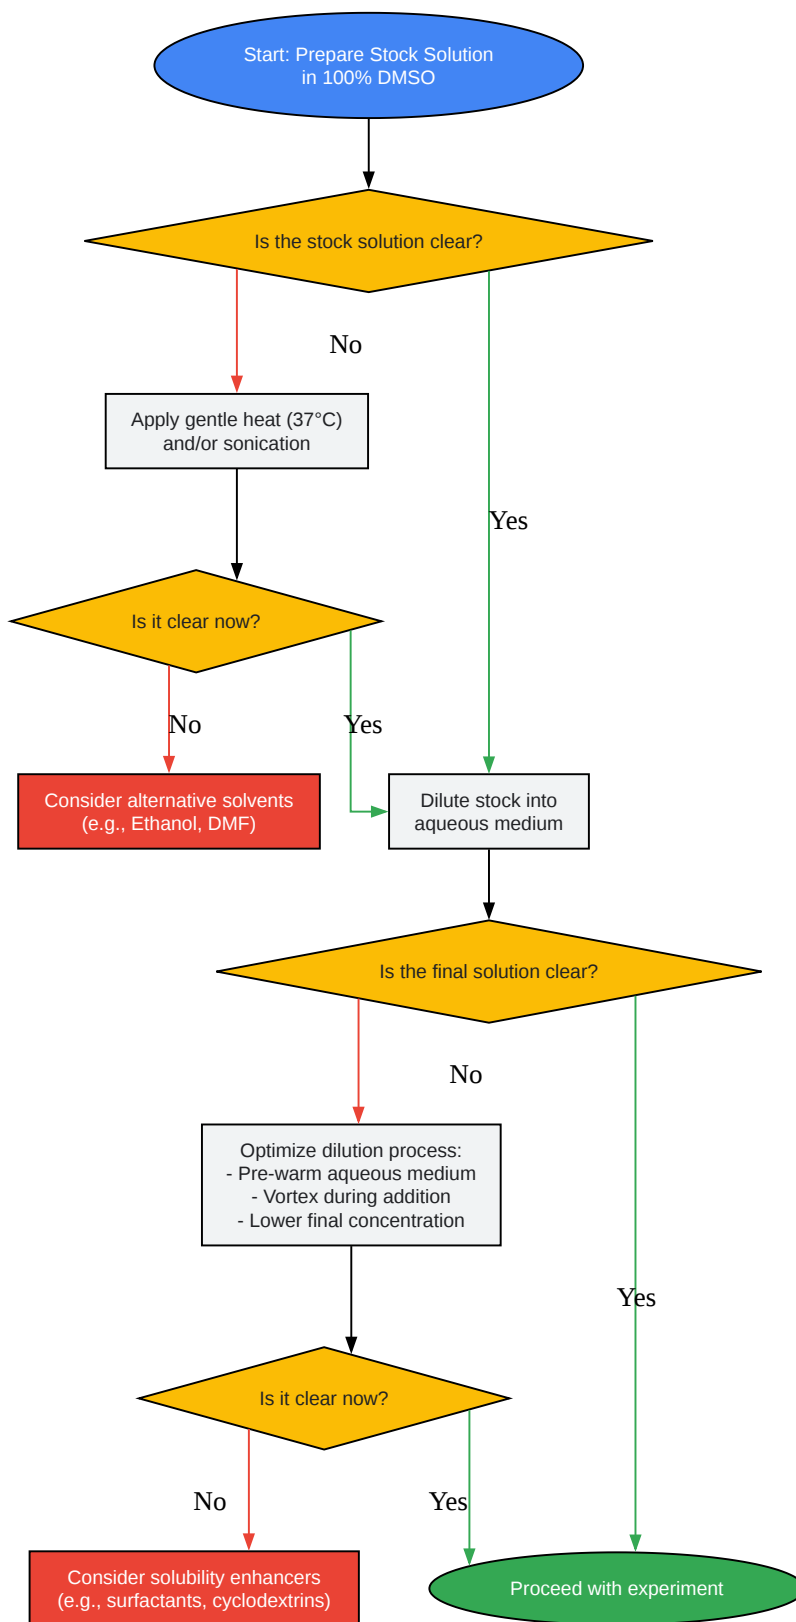 Start: Prepare Stock Solution
in 100% DMSO
Is the stock solution clear?
No
Apply gentle heat (37°C)
and/or sonication
Yes
Is it clear now?
No
Yes
Consider alternative solvents
(e.g., Ethanol, DMF)
Dilute stock into
aqueous medium
Is the final solution clear?
No
Optimize dilution process:
- Pre-warm aqueous medium
- Vortex during addition
- Lower final concentration
Yes
Is it clear now?
No
Yes
Consider solubility enhancers
(e.g., surfactants, cyclodextrins)
Proceed with experiment